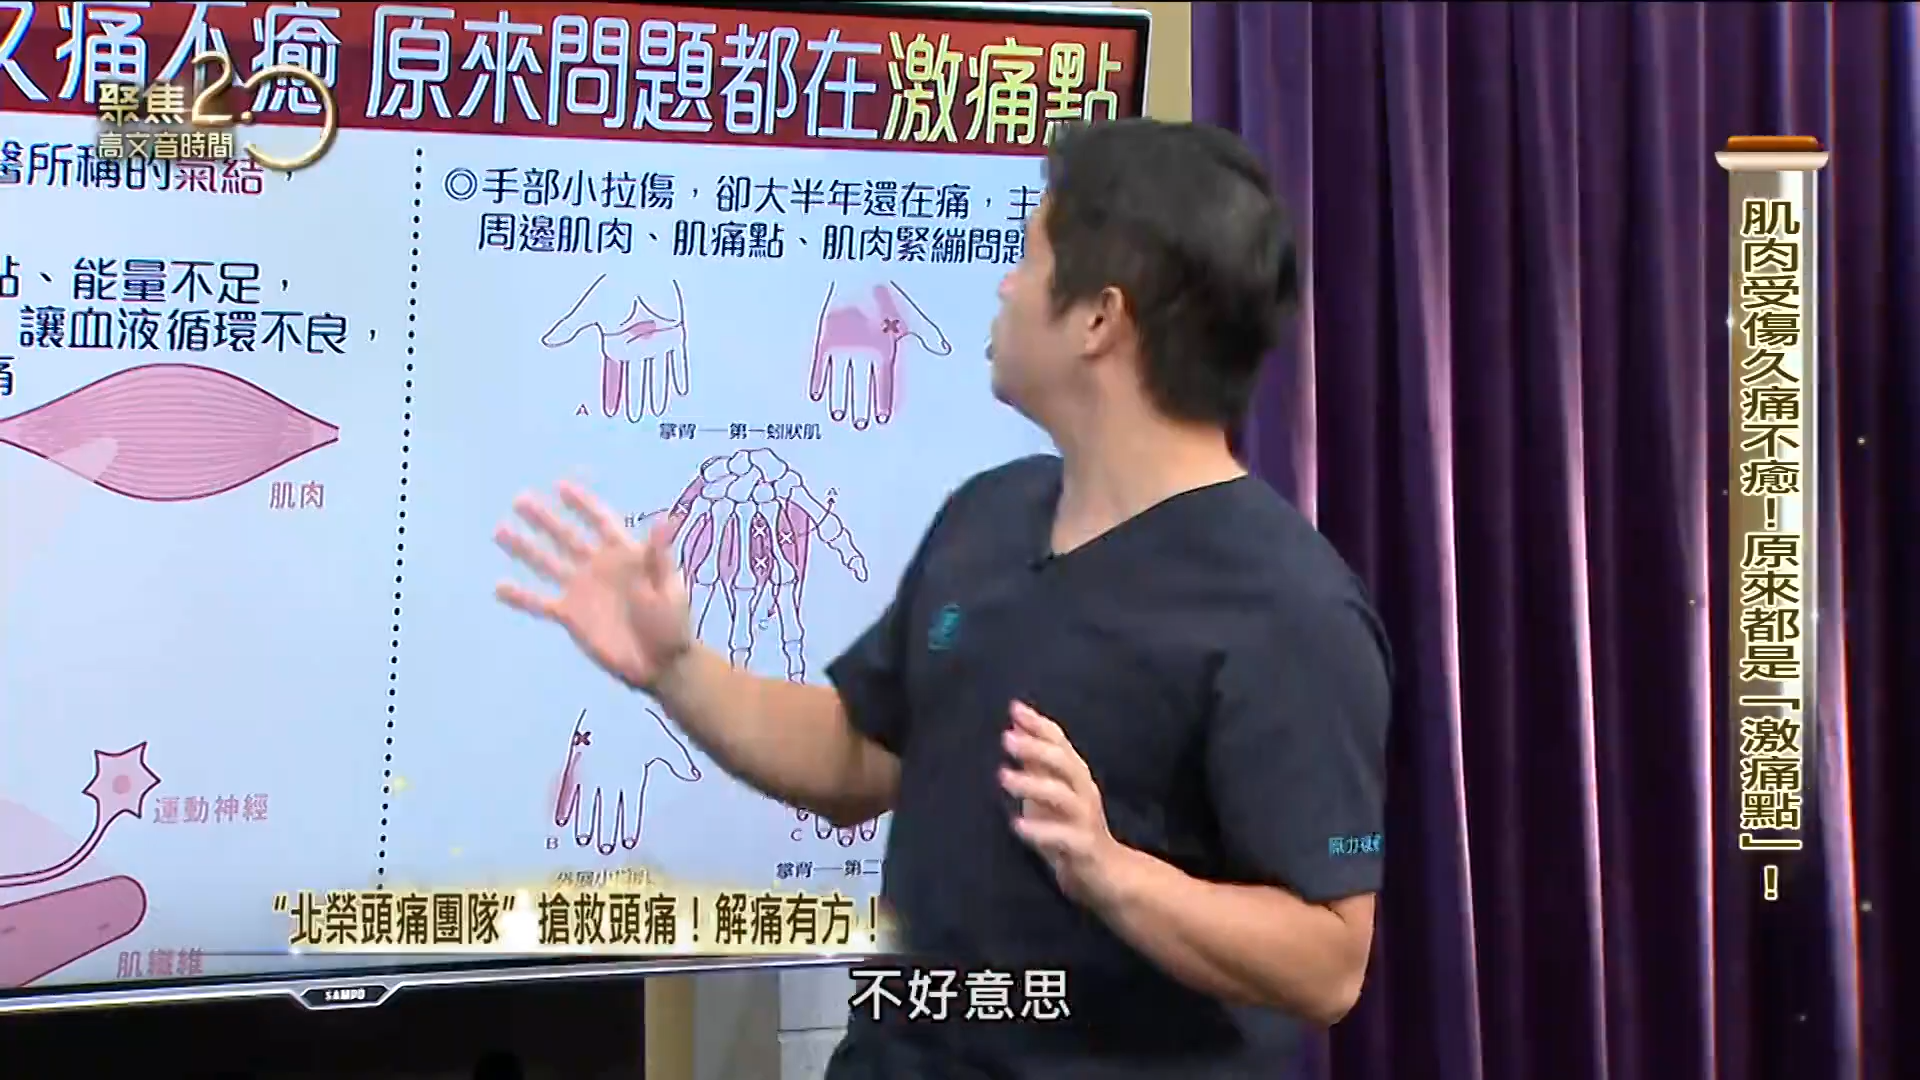 久痛不癒 原來問題都在激痛點
聚焦2.0
高文音時間
醫所稱的氣結，
點、能量不足，
讓血液循環不良，
痛
肌肉
運動神經
肌纖維
◎手部小拉傷，卻大半年還在痛，主
周邊肌肉、肌痛點、肌肉緊繃問題
A
掌背──第一蚓狀肌
A
B
C
掌背──第二
“北榮頭痛團隊” 搶救頭痛！解痛有方！
SAMPO
不好意思
肌肉受傷久痛不癒！原來都是「激痛點」！